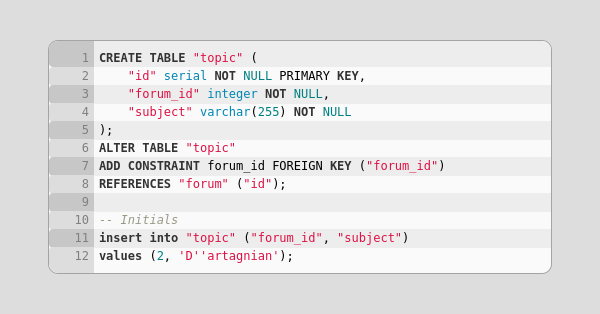 1 CREATE TABLE "topic" (
2     "id" serial NOT NULL PRIMARY KEY,
3     "forum_id" integer NOT NULL,
4     "subject" varchar(255) NOT NULL
5 );
6 ALTER TABLE "topic"
7 ADD CONSTRAINT forum_id FOREIGN KEY ("forum_id")
8 REFERENCES "forum" ("id");
9
10 -- Initials
11 insert into "topic" ("forum_id", "subject")
12 values (2, 'D''artagnian');